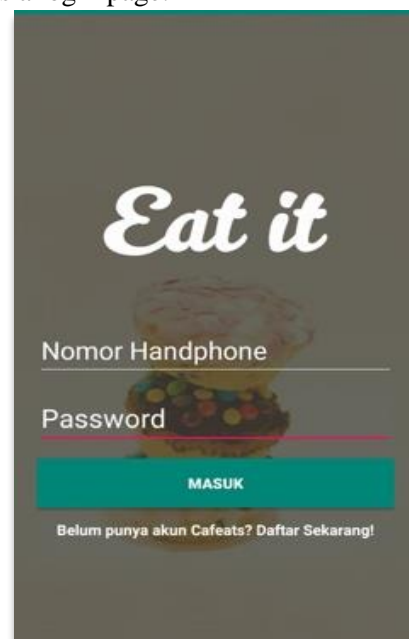 Eat it
Nomor Handphone
Password
MASUK
Belum punya akun Cafeats? Daftar Sekarang!